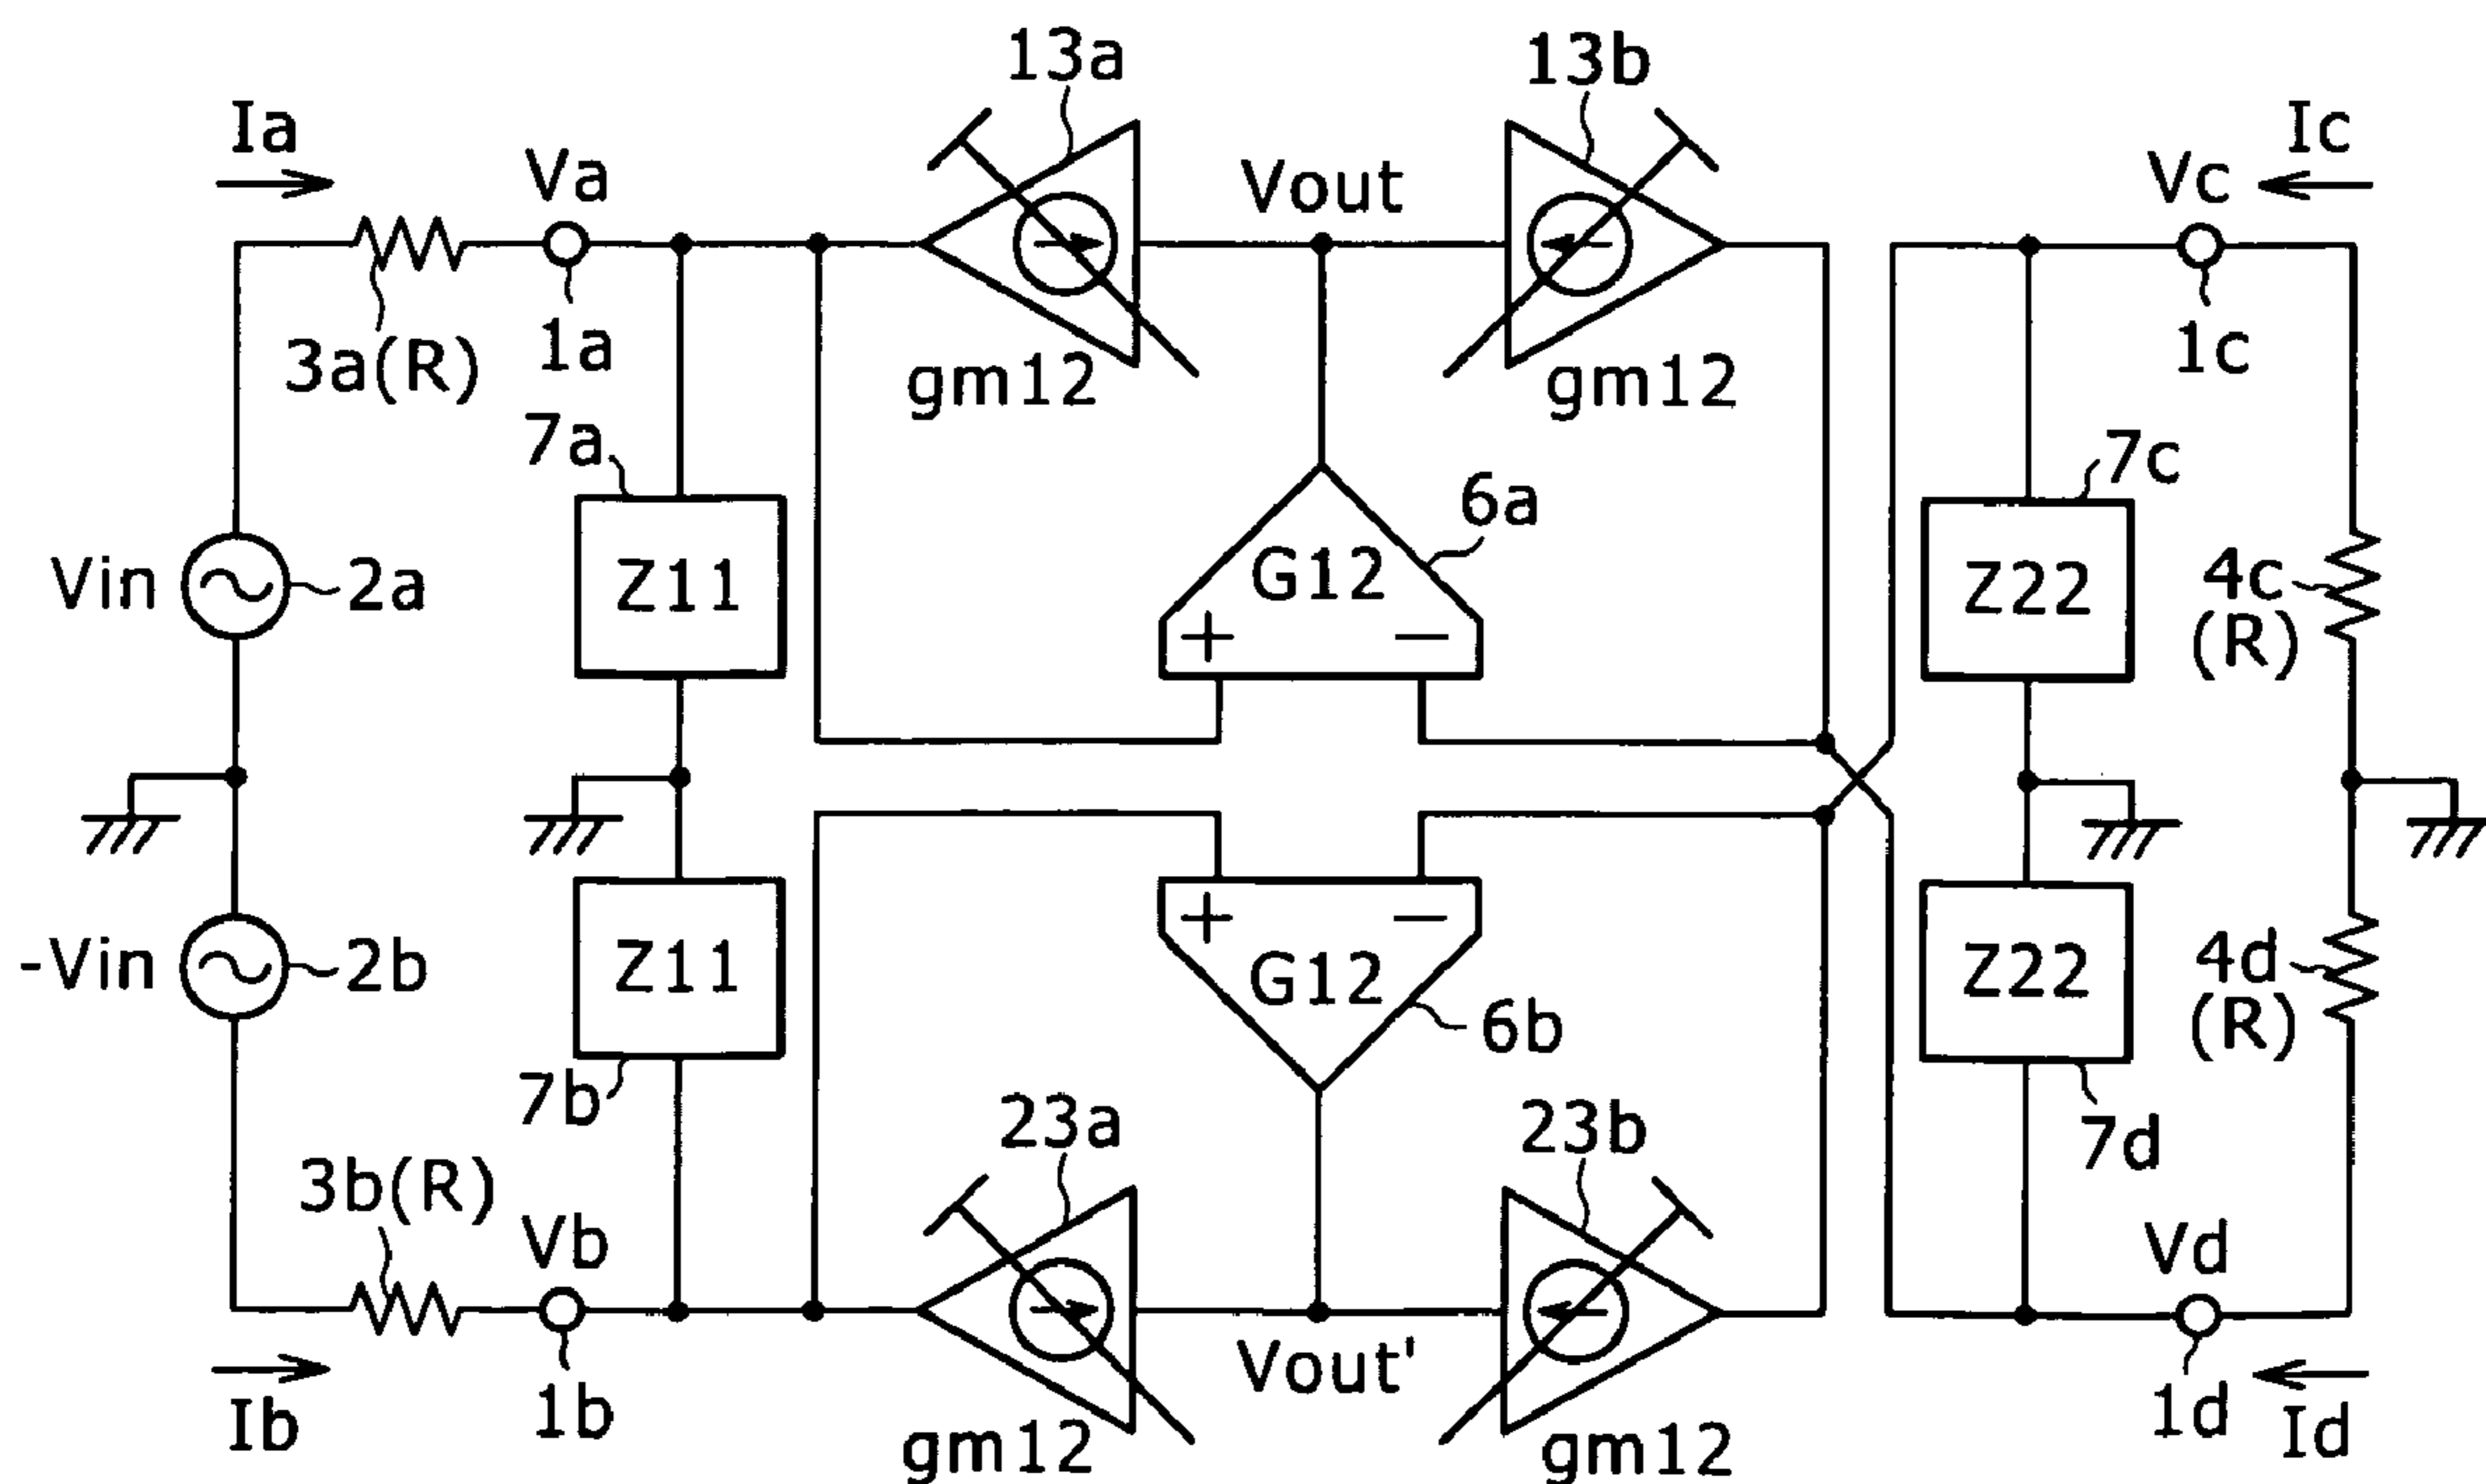 13a
13b
Ia
Va
Vout
Vc
Ic
3a(R)
1a
gm12
gm12
1c
7a
7c
6a
Vin
2a
Z11
G12
Z22
4c
(R)
+
−
+
−
-Vin
2b
Z11
G12
6b
Z22
4d
(R)
7b
23a
23b
7d
3b(R)
Vb
Vd
Vout'
Ib
1b
gm12
gm12
1d
Id